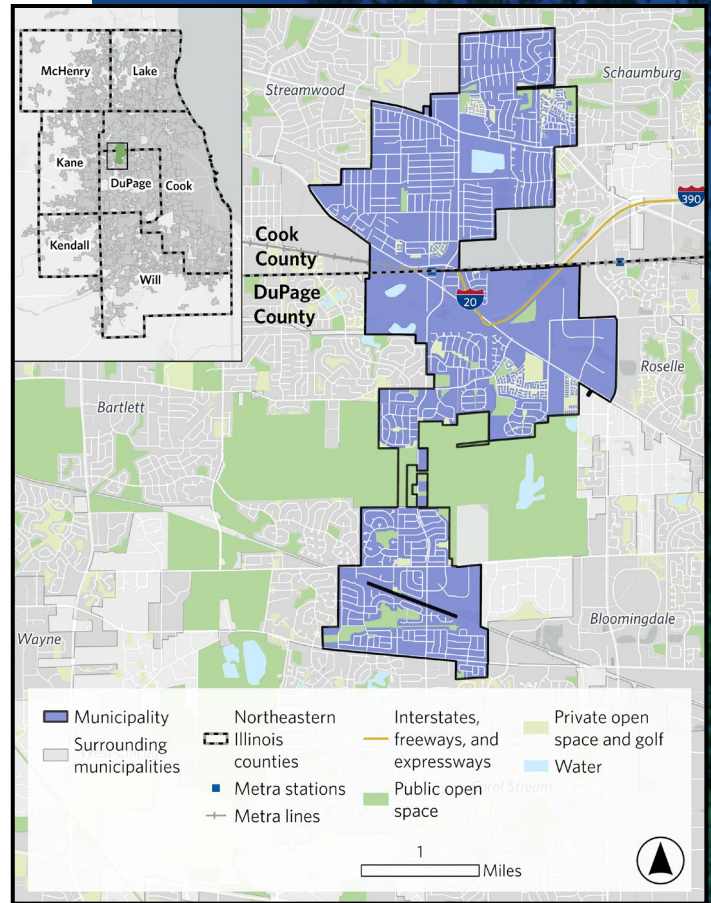 McHenry
Lake
Kane
DuPage
Cook
Kendall
Will
Streamwood
Schaumburg
390
Cook
County
DuPage
County
20
Roselle
Bartlett
Bloomingdale
Wayne
Carol Stream
Municipality
Surrounding
municipalities
Northeastern
Illinois
counties
Metra stations
Metra lines
Interstates,
freeways, and
expressways
Public open
space
Private open
space and golf
Water
1
Miles